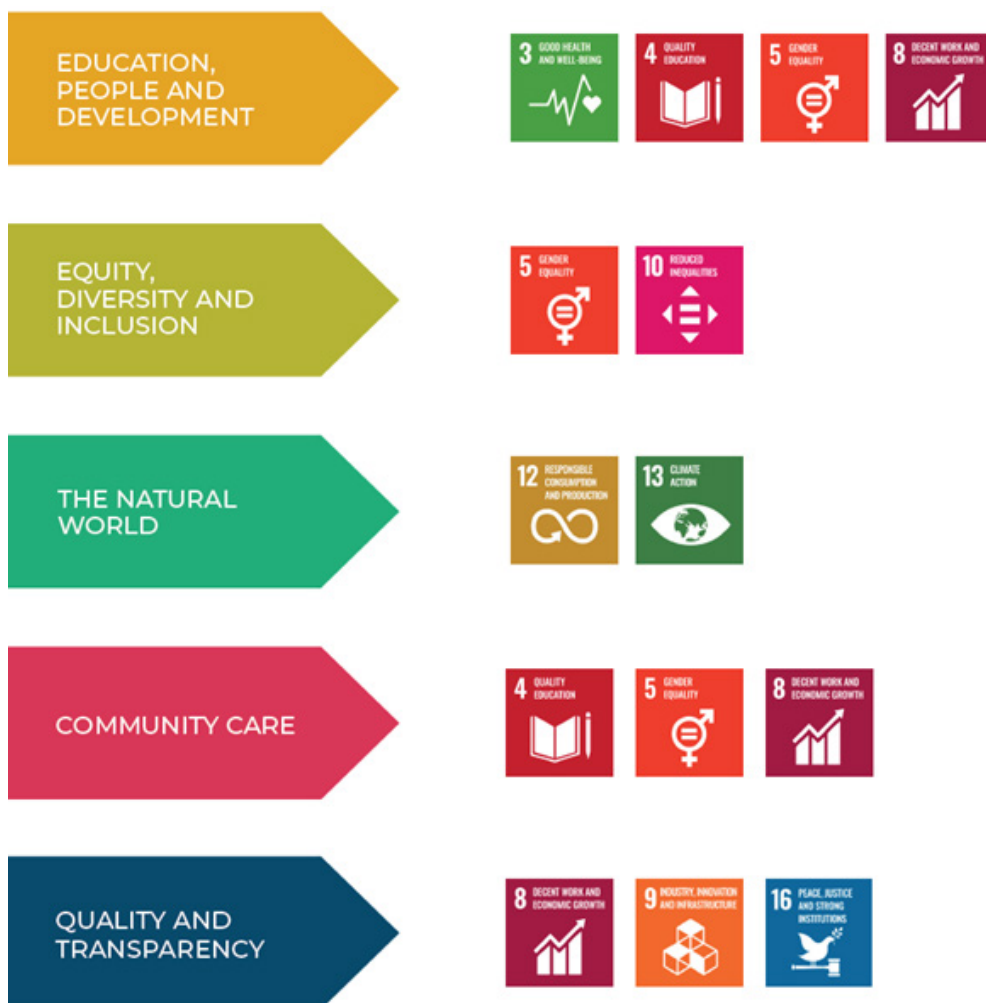 EDUCATION,
PEOPLE AND
DEVELOPMENT
3 GOOD HEALTH
AND WELL-BEING
4 QUALITY
EDUCATION
5 GENDER
EQUALITY
8 DECENT WORK AND
ECONOMIC GROWTH
EQUITY,
DIVERSITY AND
INCLUSION
5 GENDER
EQUALITY
10 REDUCED
INEQUALITIES
THE NATURAL
WORLD
12 RESPONSIBLE
CONSUMPTION
AND PRODUCTION
13 CLIMATE
ACTION
COMMUNITY CARE
4 QUALITY
EDUCATION
5 GENDER
EQUALITY
8 DECENT WORK AND
ECONOMIC GROWTH
QUALITY AND
TRANSPARENCY
8 DECENT WORK AND
ECONOMIC GROWTH
9 INDUSTRY, INNOVATION
AND INFRASTRUCTURE
16 PEACE, JUSTICE
AND STRONG
INSTITUTIONS